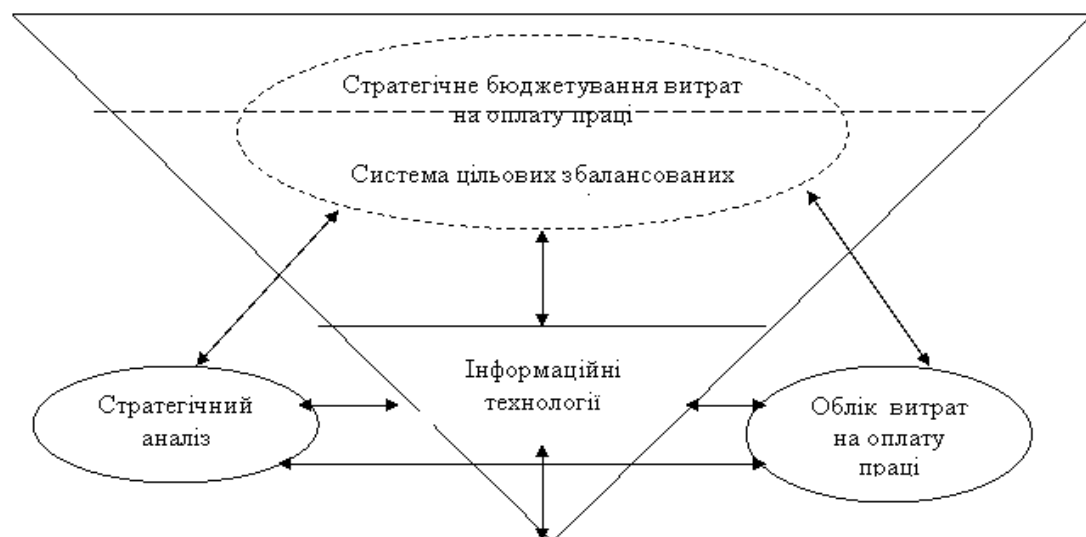 Стратегічне бюджетування витрат
на оплату праці
Система цільових збалансованих
Інформаційні
технології
Стратегічний
аналіз
Облік витрат
на оплату
праці